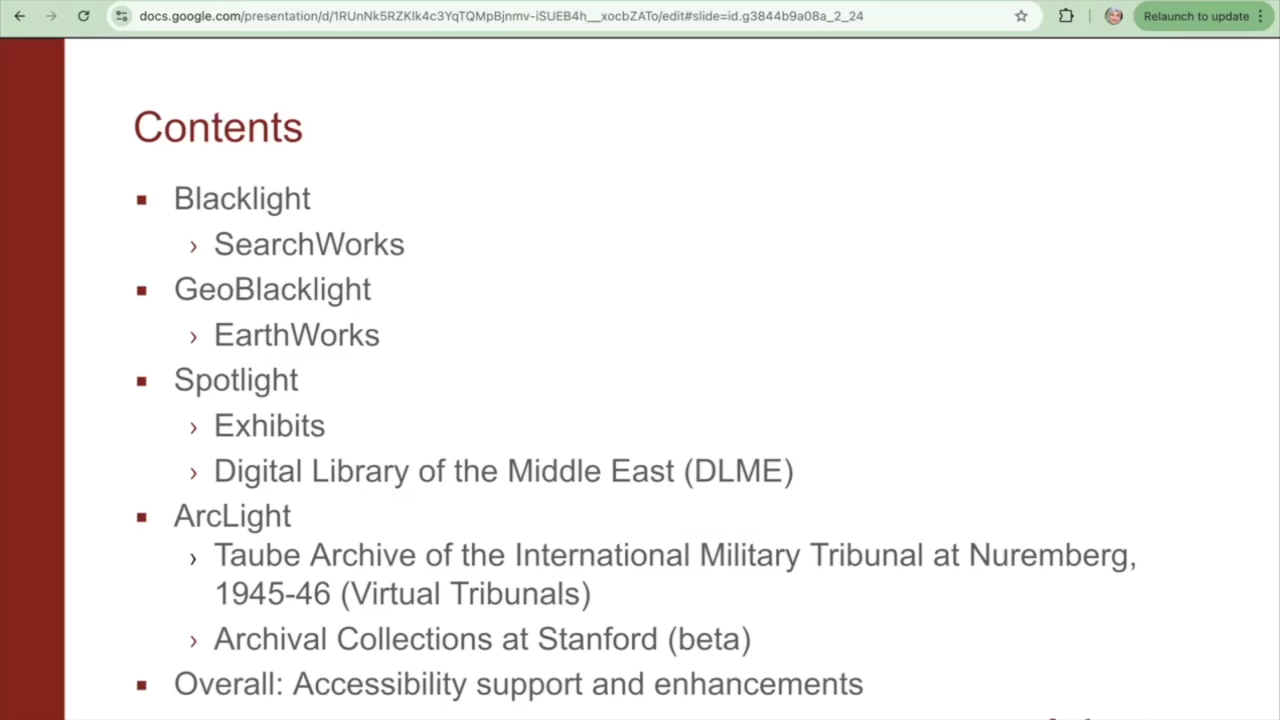 docs.google.com/presentation/d/1RUnNk5RZKlk4c3YqTQMpBjnmv-iSUEB4h__xocbZATo/edit#slide=id.g3844b9a08a_2_24
Relaunch to update
Contents
Blacklight
SearchWorks
GeoBlacklight
EarthWorks
Spotlight
Exhibits
Digital Library of the Middle East (DLME)
ArcLight
Taube Archive of the International Military Tribunal at Nuremberg,
1945-46 (Virtual Tribunals)
Archival Collections at Stanford (beta)
Overall: Accessibility support and enhancements